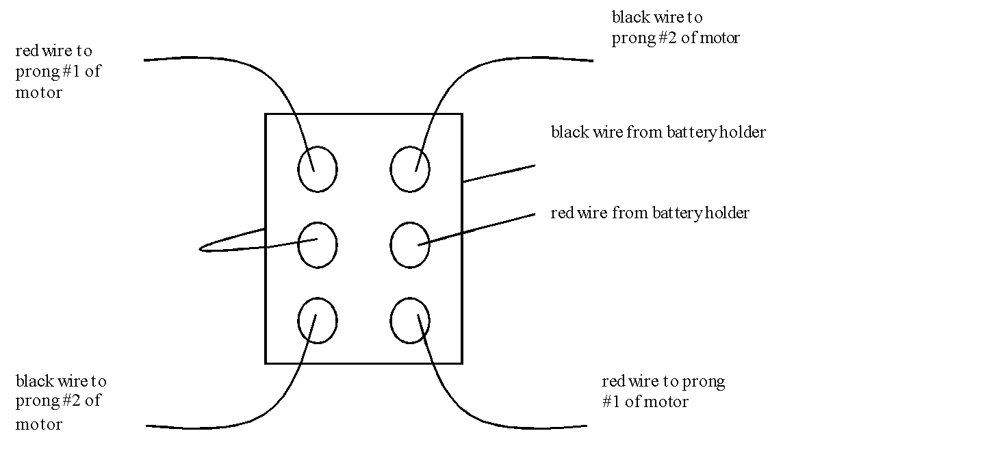 black wire to
prong #2 of motor
red wire to
prong #1 of
motor
black wire from battery holder
red wire from battery holder
black wire to
prong #2 of
motor
red wire to prong
#1 of motor